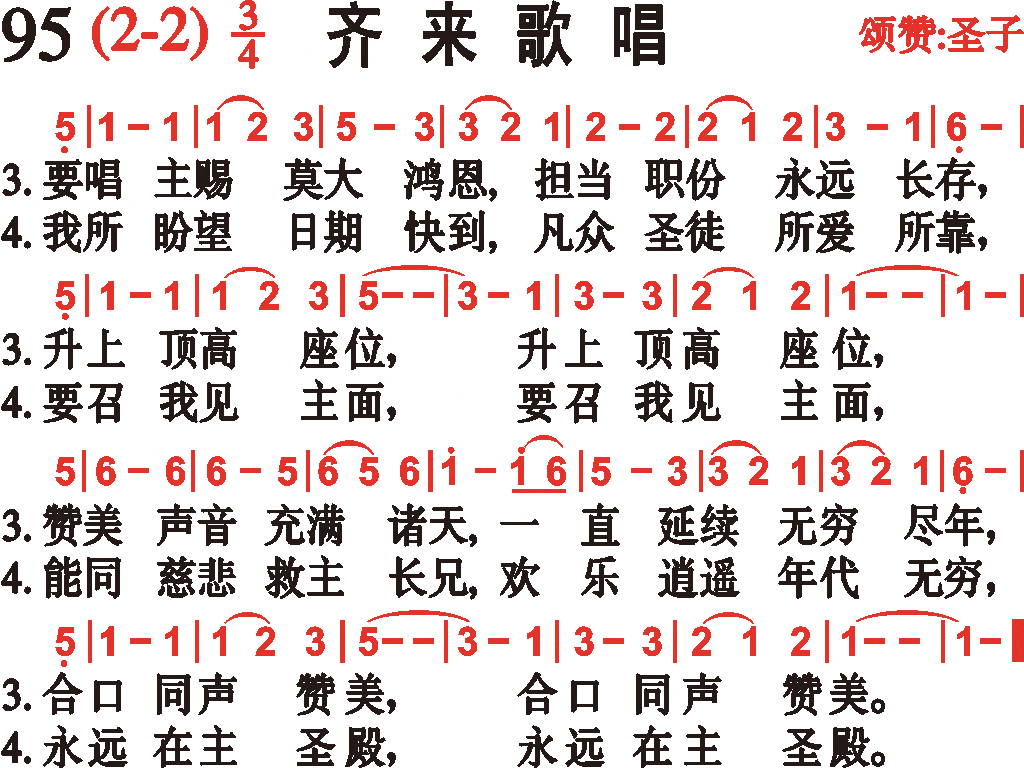 95 (2-2) 3/4 齐来歌唱 颂赞:圣子
5|1 - 1|1 2 3|5 - 3|3 2 1|2 - 2|2 1 2|3 - 1|6 - |
3. 要唱 主赐 莫大 鸿恩, 担当 职份 永远 长存,
4. 我所 盼望 日期 快到, 凡众 圣徒 所爱 所靠,
5|1 - 1|1 2 3|5 - - |3 - 1|3 - 3|2 1 2|1 - - |1 - |
3. 升上 顶高 座位, 升上 顶高 座位,
4. 要召 我见 主面, 要召 我见 主面,
5|6 - 6|6 - 5|6 5 6|1 - 1 6|5 - 3|3 2 1|3 2 1|6 - |
3. 赞美 声音 充满 诸天, 一直 延续 无穷 尽年,
4. 能同 慈悲 救主 长兄, 欢乐 逍遥 年代 无穷,
5|1 - 1|1 2 3|5 - - |3 - 1|3 - 3|2 1 2|1 - - |1 - |
3. 合口 同声 赞美, 合口 同声 赞美。
4. 永远 在主 圣殿, 永远 在主 圣殿。